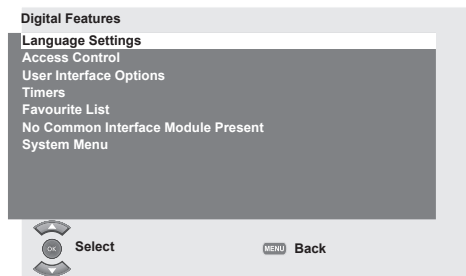 Digital Features
Language Settings
Access Control
User Interface Options
Timers
Favourite List
No Common Interface Module Present
System Menu
OK Select MENU Back